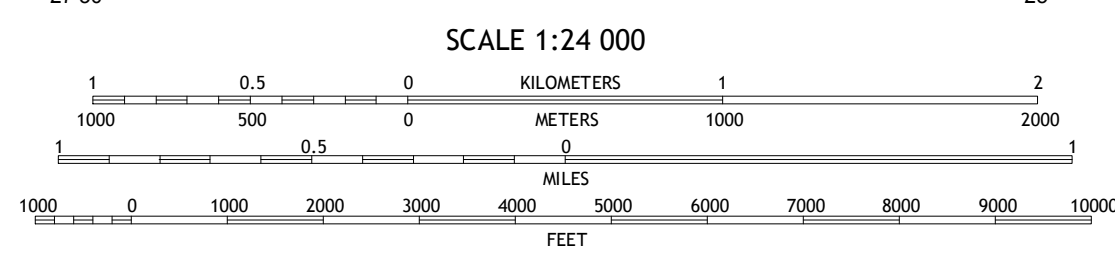 SCALE 1:24 000
1 0.5 0 KILOMETERS 1 2
1000 500 0 METERS 1000 2000
1 0.5 0 1
MILES
1000 0 1000 2000 3000 4000 5000 6000 7000 8000 9000 10000
FEET